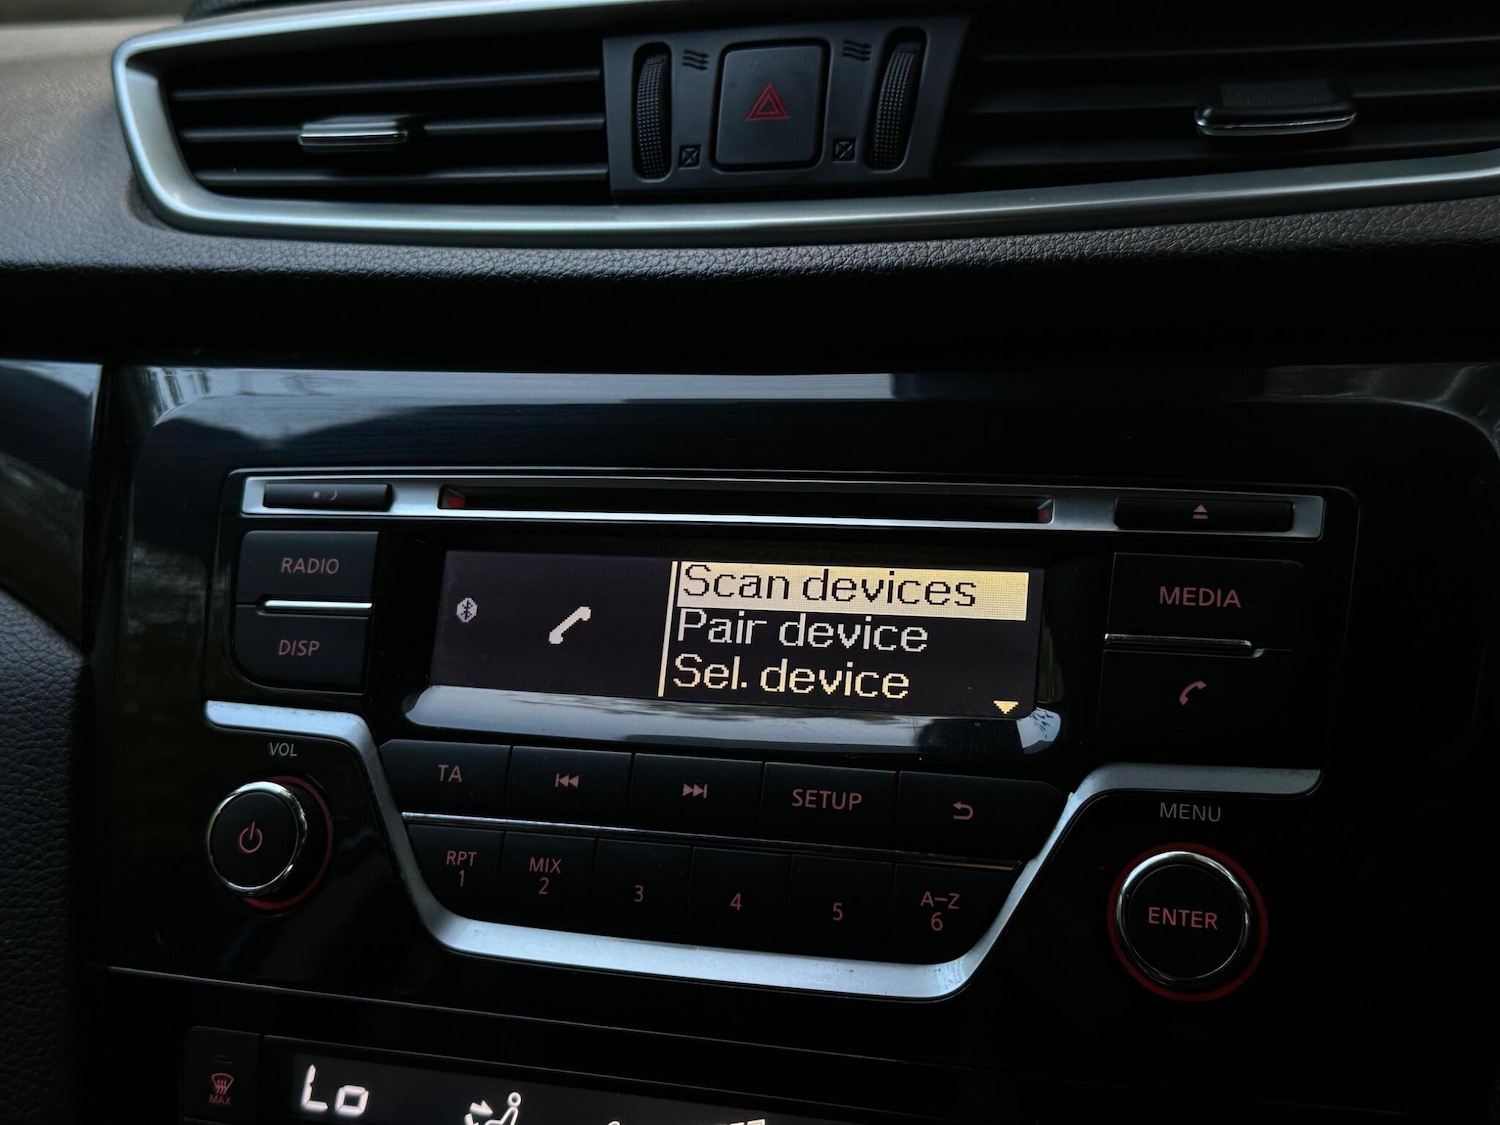 RADIO
DISP
Scan devices
Pair device
Sel. device
MEDIA
VOL
TA
SETUP
MENU
RPT
1
MIX
2
3
4
5
A-Z
6
ENTER
MAX
Lo